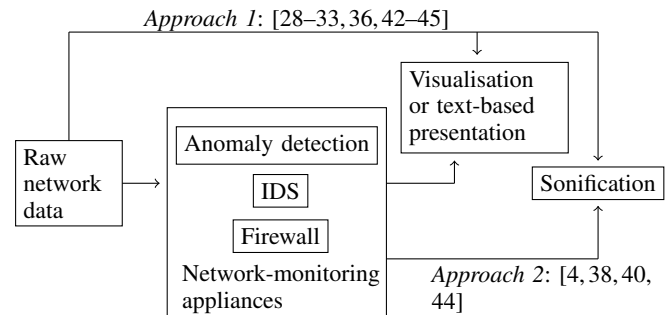 Approach 1: [28–33, 36, 42–45]
Visualisation
or text-based
presentation
Raw
network
data
Anomaly detection
IDS
Firewall
Network-monitoring
appliances
Sonification
Approach 2: [4, 38, 40,
44]